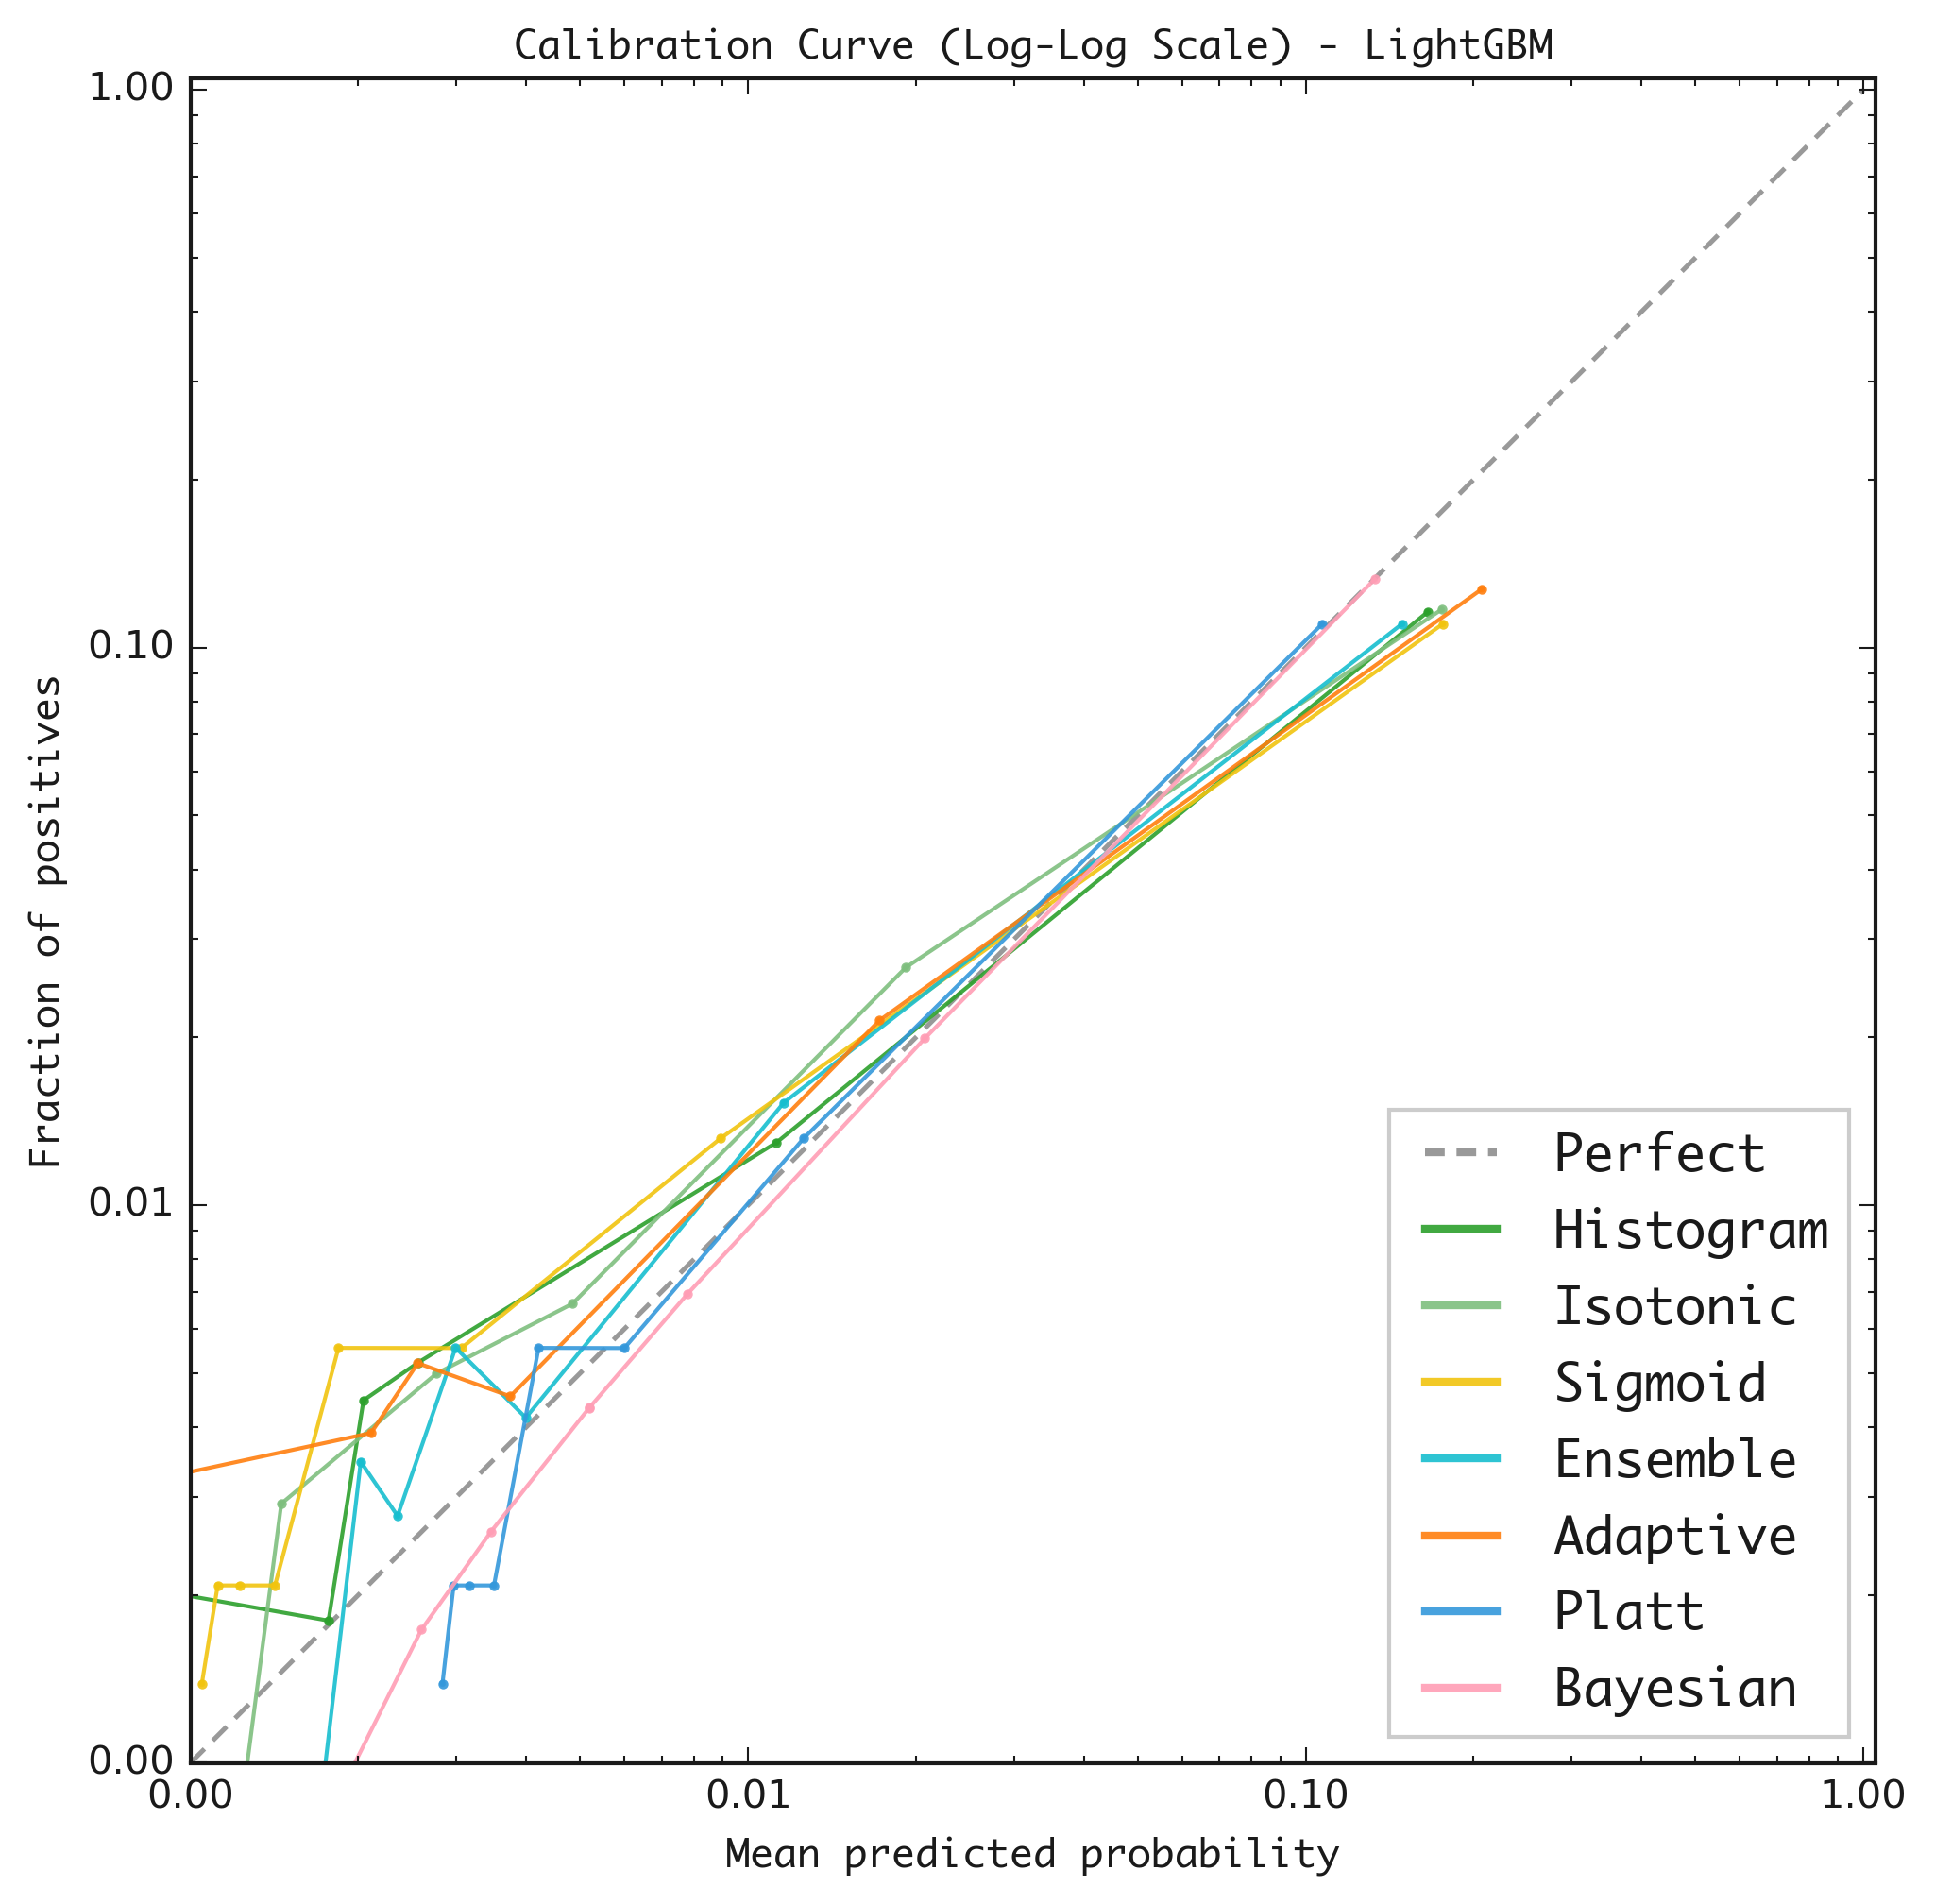 Calibration Curve (Log-Log Scale) - LightGBM
1.00
0.10
0.01
0.00
Fraction of positives
0.00 0.01 0.10 1.00
Mean predicted probability
Perfect
Histogram
Isotonic
Sigmoid
Ensemble
Adaptive
Platt
Bayesian